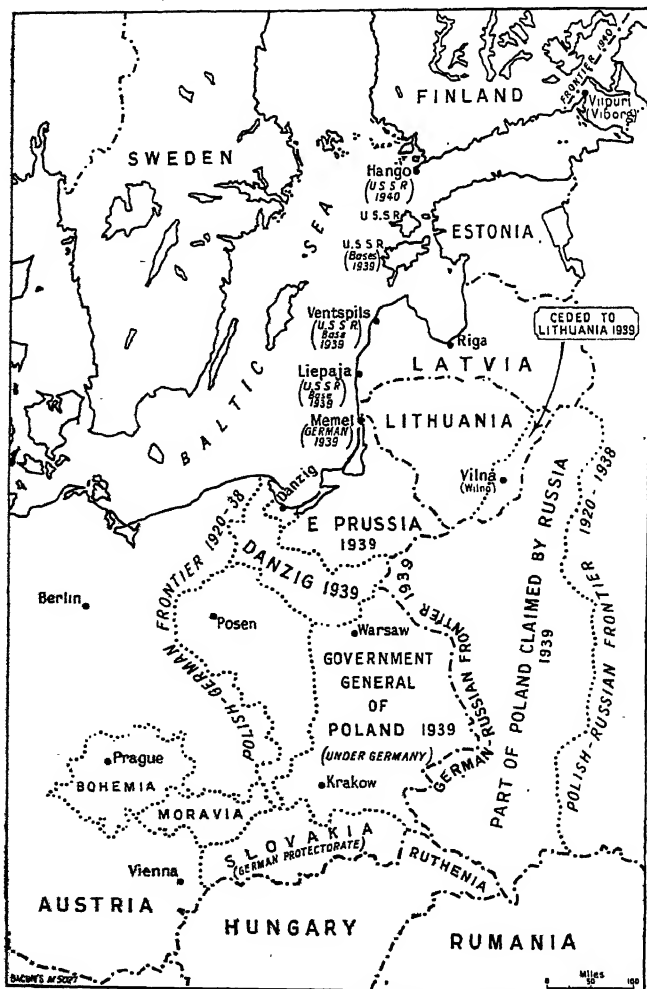 FRONTIER 1940
FINLAND
Viipuri
(Viborg)
SWEDEN
Hango
(U S S R
1940)
U S.S R
ESTONIA
U.S.S R
(Bases
1939)
BALTIC SEA
CEDED TO
LITHUANIA 1939
Ventspils
(U.S S R
Base
1939)
Riga
LATVIA
Liepaja
(U S S R
Base
1939)
LITHUANIA
Memel
(GERMAN
1939)
Vilna
(Wilno)
Danzig
E PRUSSIA
1939
DANZIG 1939
POLISH-GERMAN FRONTIER 1920-38
GERMAN-RUSSIAN FRONTIER 1939
PART OF POLAND CLAIMED BY RUSSIA
1939
POLISH-RUSSIAN FRONTIER 1920-1938
Berlin
Posen
Warsaw
GOVERNMENT
GENERAL
OF
POLAND 1939
(UNDER GERMANY)
Prague
BOHEMIA
Krakow
MORAVIA
SLOVAKIA
(GERMAN PROTECTORATE)
RUTHENIA
Vienna
AUSTRIA
HUNGARY
RUMANIA
Miles
0 50 100